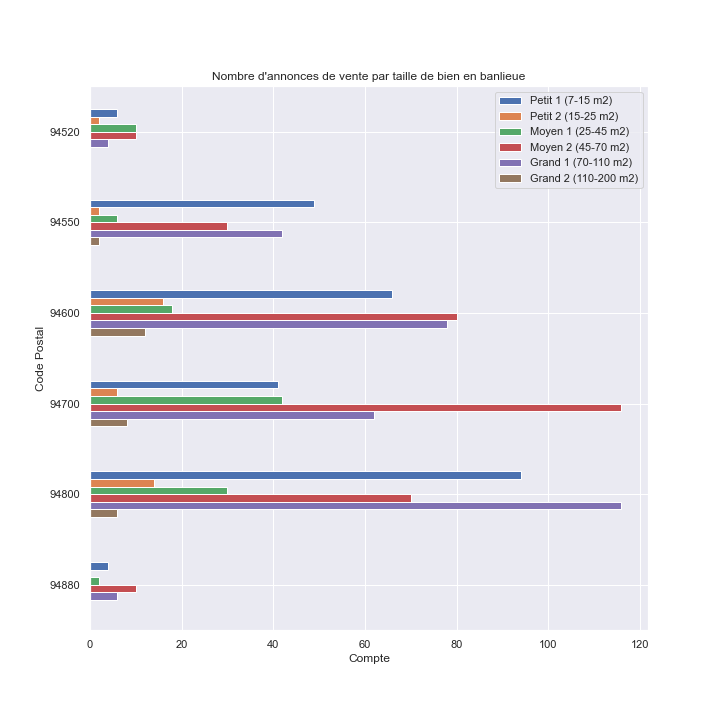 Nombre d'annonces de vente par taille de bien en banlieue
Petit 1 (7-15 m2)
Petit 2 (15-25 m2)
Moyen 1 (25-45 m2)
Moyen 2 (45-70 m2)
Grand 1 (70-110 m2)
Grand 2 (110-200 m2)
Code Postal
94520
94550
94600
94700
94800
94880
0 20 40 60 80 100 120
Compte